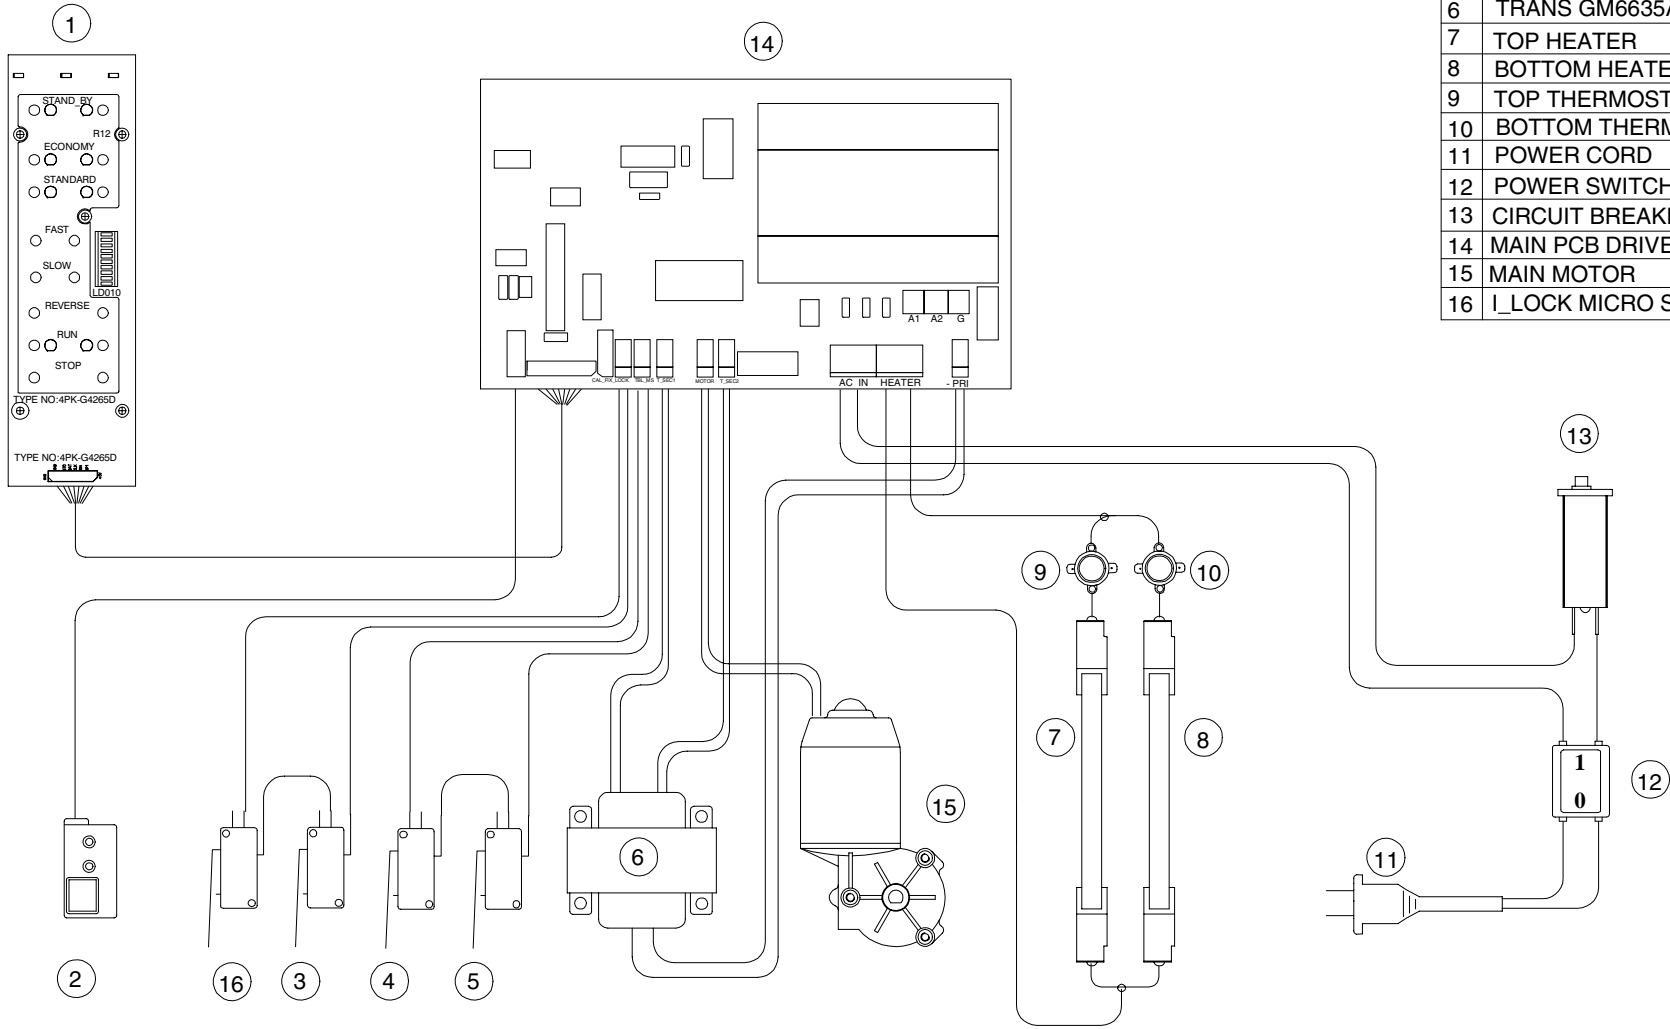 1
STAND_BY
R12
ECONOMY
STANDARD
FAST
SLOW
LD010
REVERSE
RUN
STOP
TYPE NO:4PK-G4265D
TYPE NO:4PK-G4265D
14
A1 A2 G
CAL_RX_LOCK TBL_MS T_SEC1 MOTOR T_SEC2
AC IN HEATER - PRI
6 TRANS GM6635A
7 TOP HEATER
8 BOTTOM HEATE
9 TOP THERMOST
10 BOTTOM THERM
11 POWER CORD
12 POWER SWITCH
13 CIRCUIT BREAK
14 MAIN PCB DRIVE
15 MAIN MOTOR
16 I_LOCK MICRO S
13
9
10
7
8
1
0
12
15
6
11
2
16
3
4
5